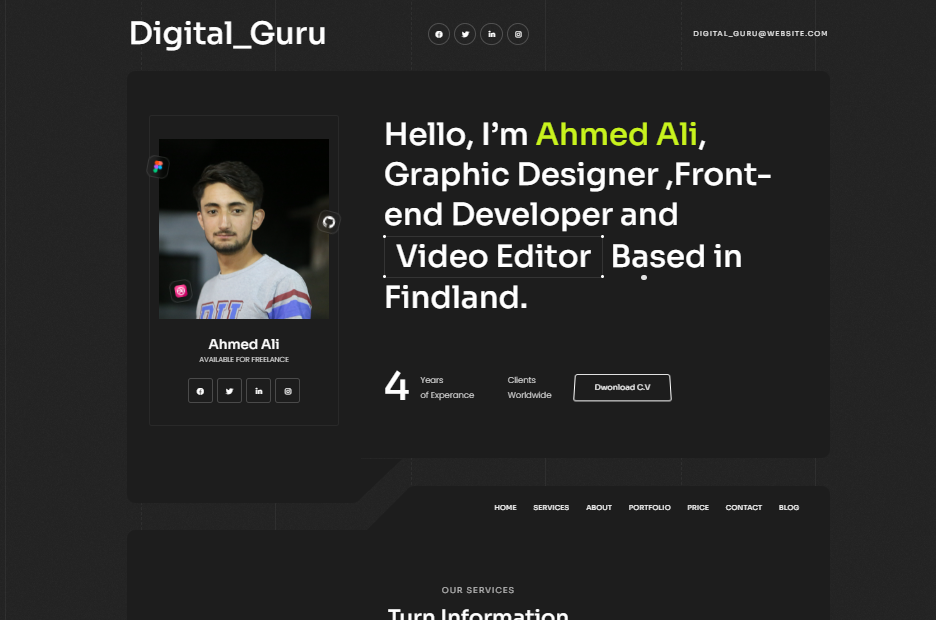 Digital_Guru
DIGITAL_GURU@WEBSITE.COM
Hello, I’m Ahmed Ali,
Graphic Designer ,Front-
end Developer and
Video Editor Based in
Findland.
Ahmed Ali
AVAILABLE FOR FREELANCE
4 Years
of Experance
Clients
Worldwide
Dwonload C.V
HOME SERVICES ABOUT PORTFOLIO PRICE CONTACT BLOG
OUR SERVICES
Turn Information